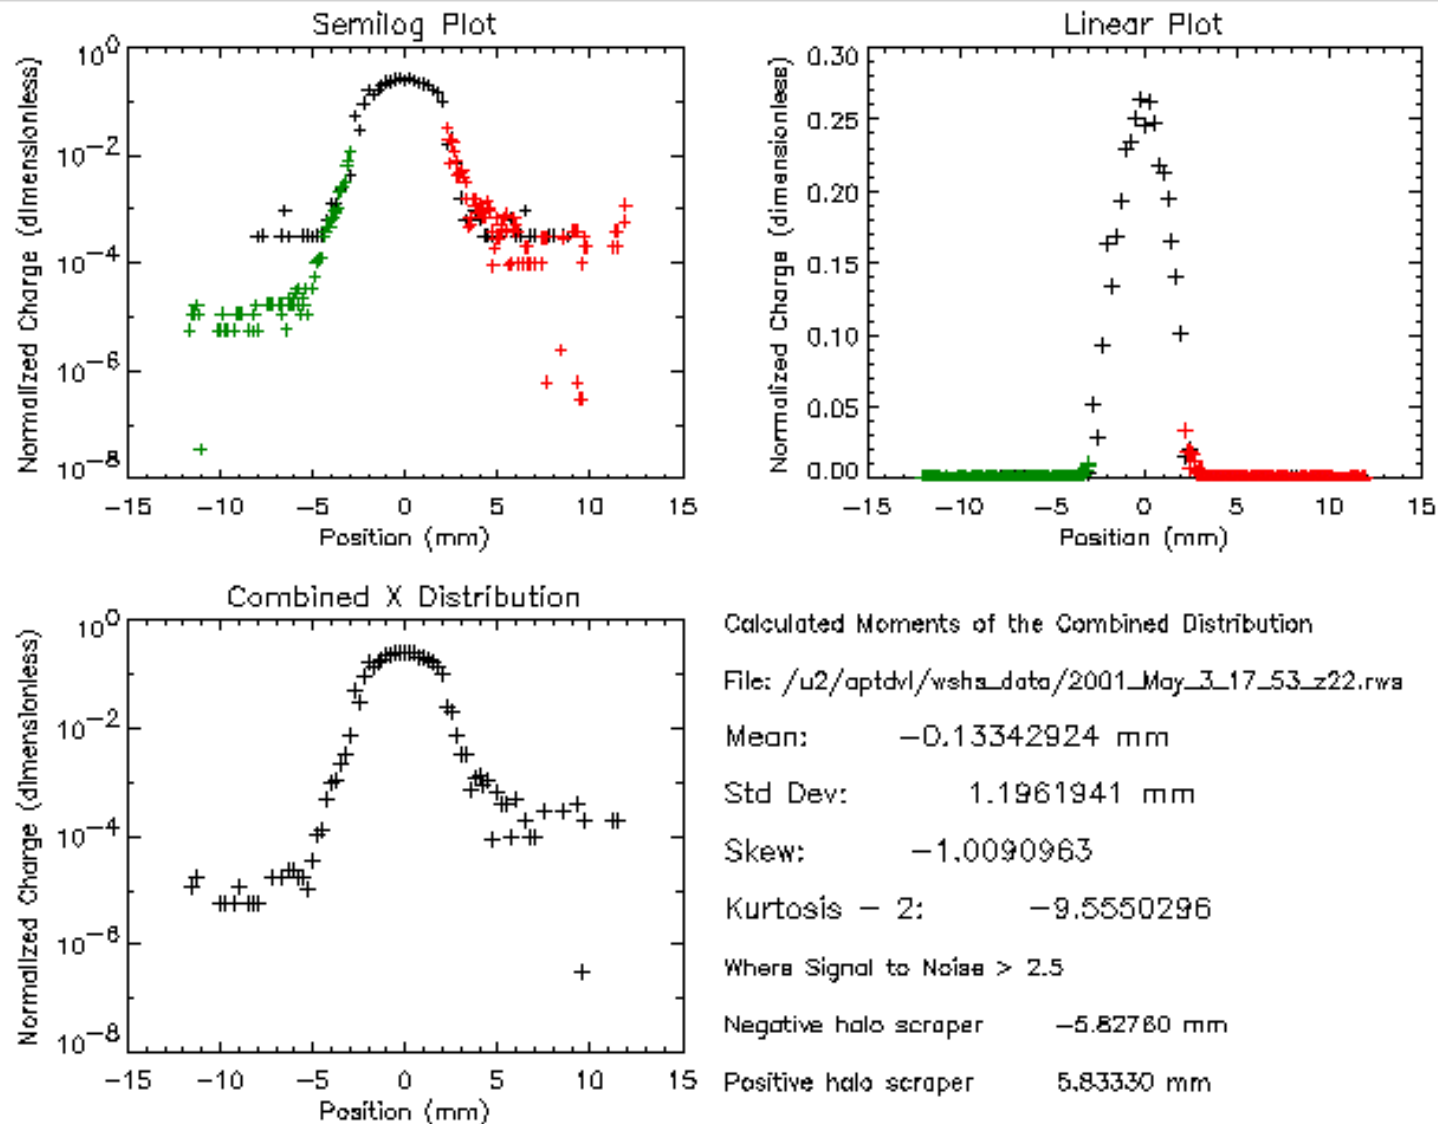 Semilog Plot
Normalized Charge (dimensionless)
10^0
10^-2
10^-4
10^-6
10^-8
-15 -10 -5 0 5 10 15
Position (mm)
Linear Plot
Normalized Charge (dimensionless)
0.30
0.25
0.20
0.15
0.10
0.05
0.00
-15 -10 -5 0 5 10 15
Position (mm)
Combined X Distribution
Normalized Charge (dimensionless)
10^0
10^-2
10^-4
10^-6
10^-8
-15 -10 -5 0 5 10 15
Position (mm)
Calculated Moments of the Combined Distribution
File: /u2/aptdvl/wshs_data/2001_May_3_17_53_z22.rws
Mean: -0.13342924 mm
Std Dev: 1.1961941 mm
Skew: -1.0090963
Kurtosis - 2: -9.5550296
Where Signal to Noise > 2.5
Negative halo scraper -5.82760 mm
Positive halo scraper 5.83330 mm